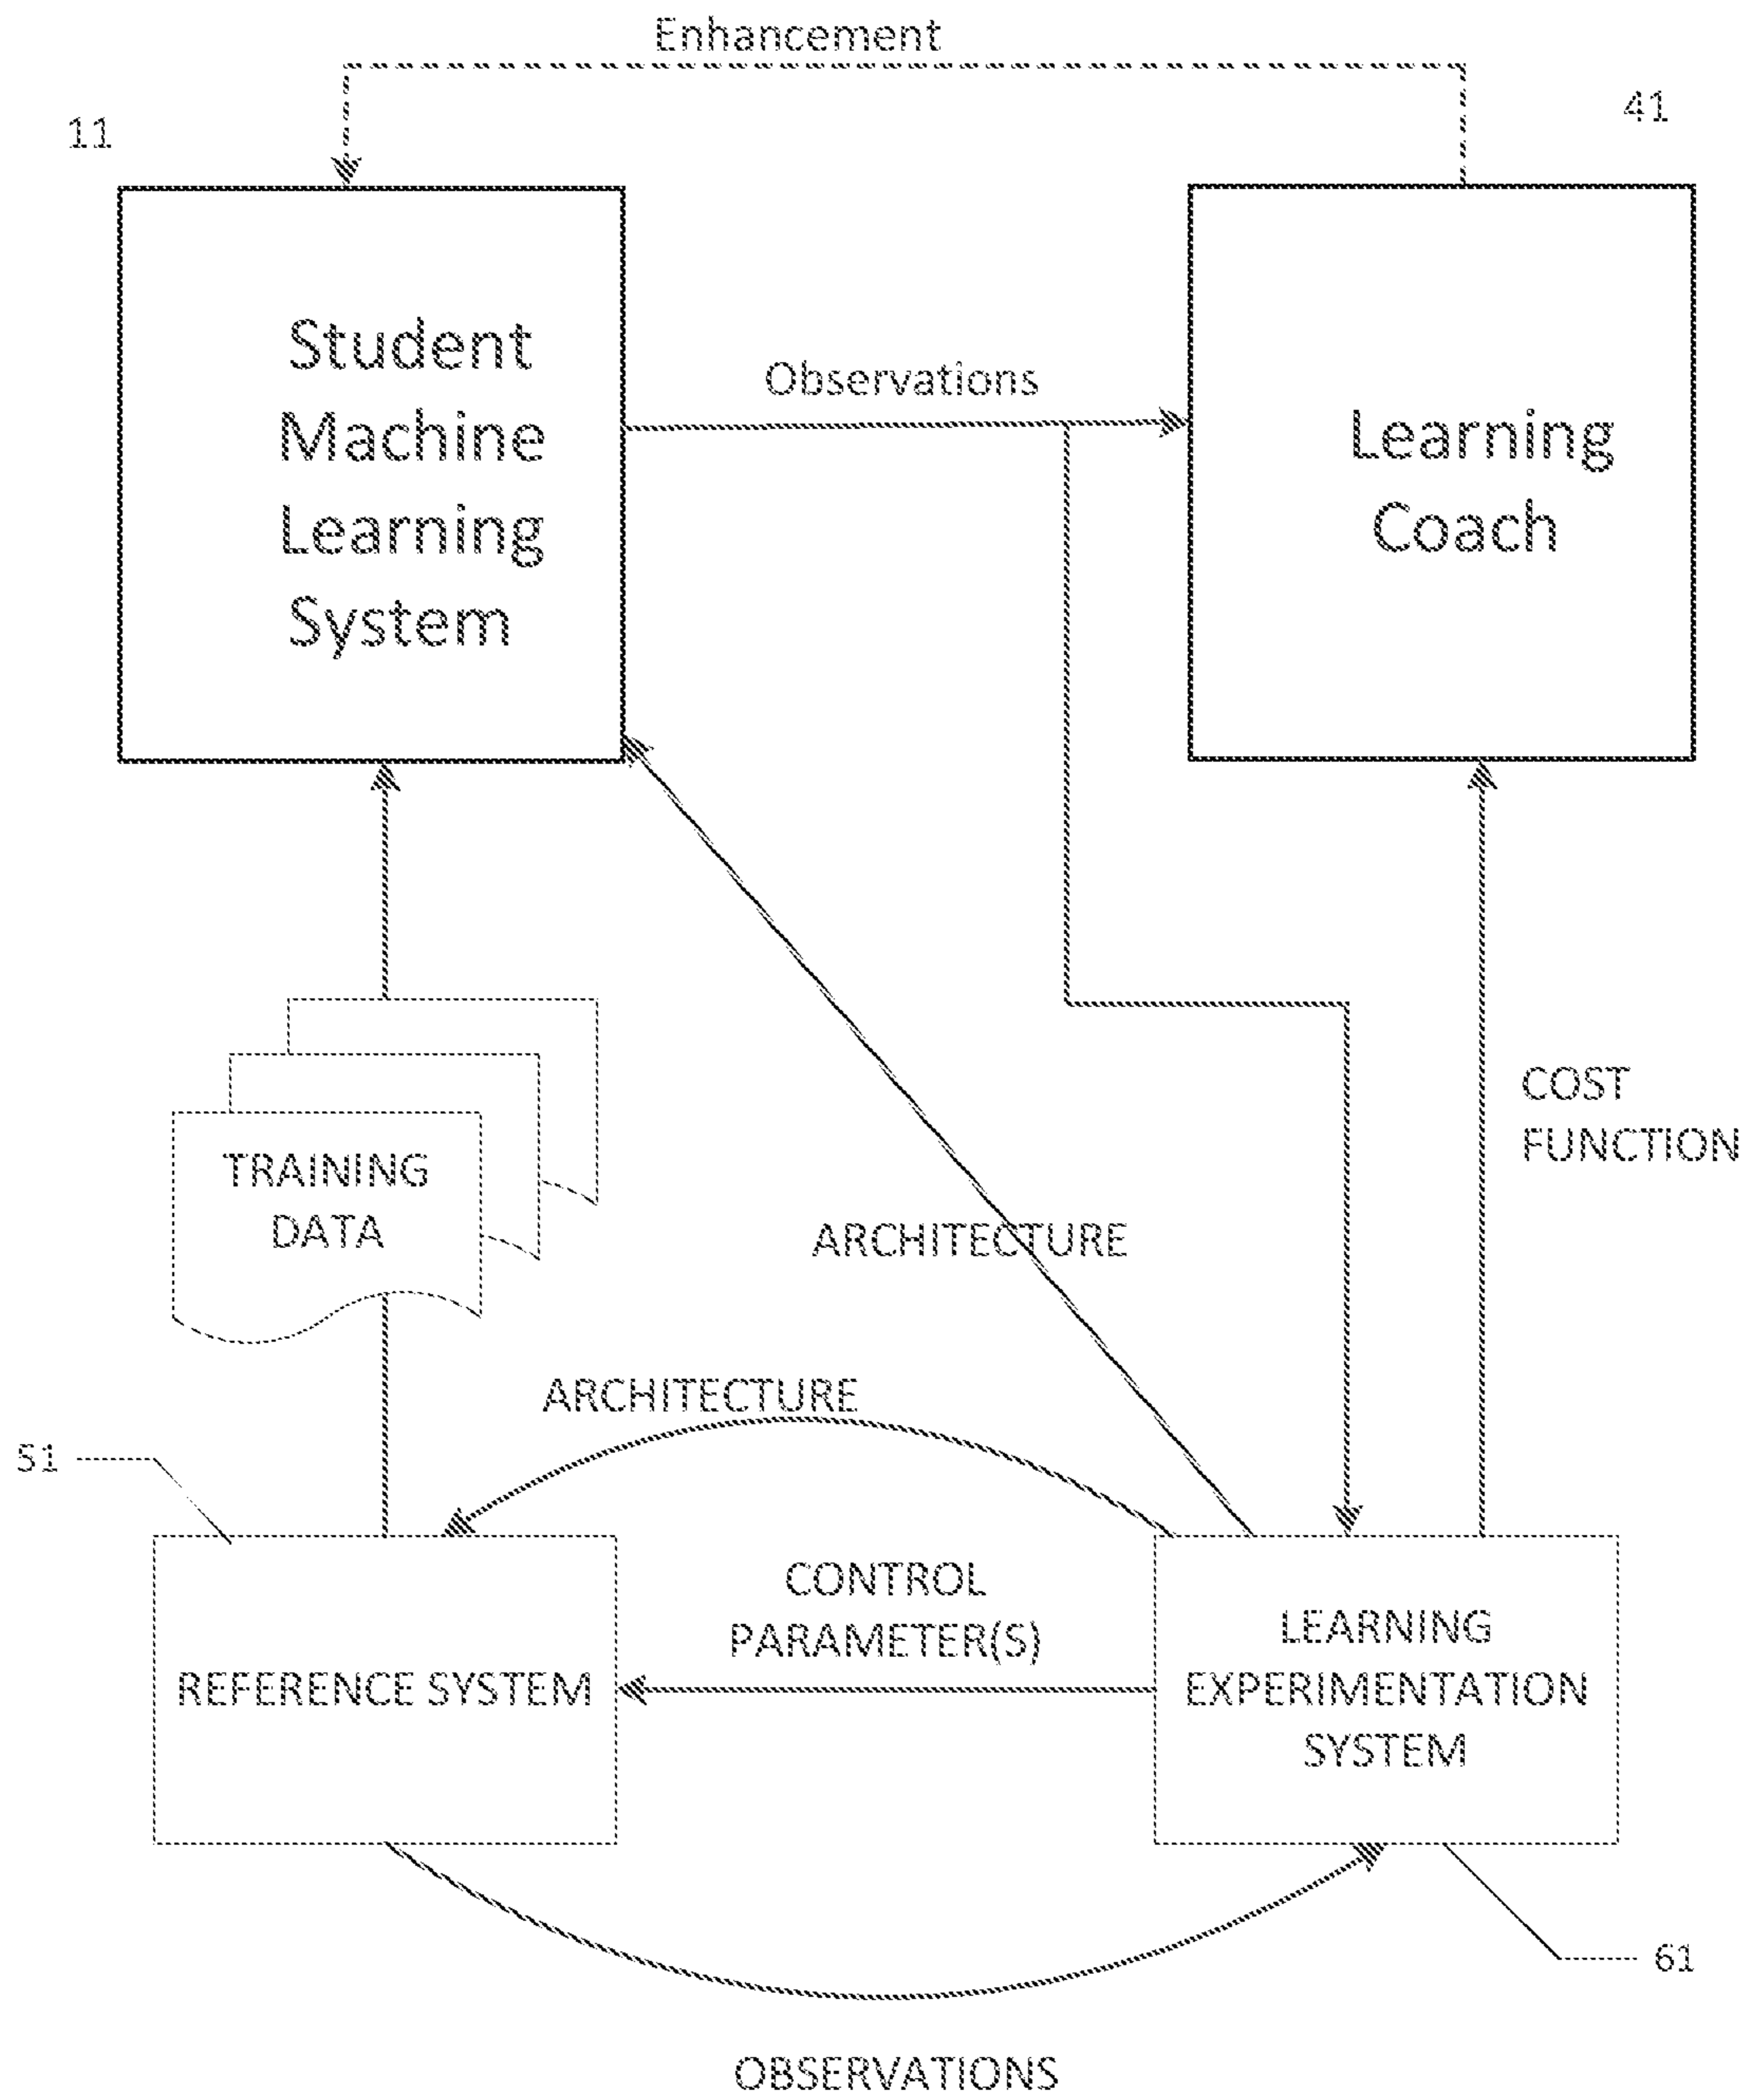 Enhancement
11
41
Student
Machine
Learning
System
Observations
Learning
Coach
COST
FUNCTION
TRAINING
DATA
ARCHITECTURE
ARCHITECTURE
51
CONTROL
PARAMETER(S)
REFERENCE SYSTEM
LEARNING
EXPERIMENTATION
SYSTEM
61
OBSERVATIONS